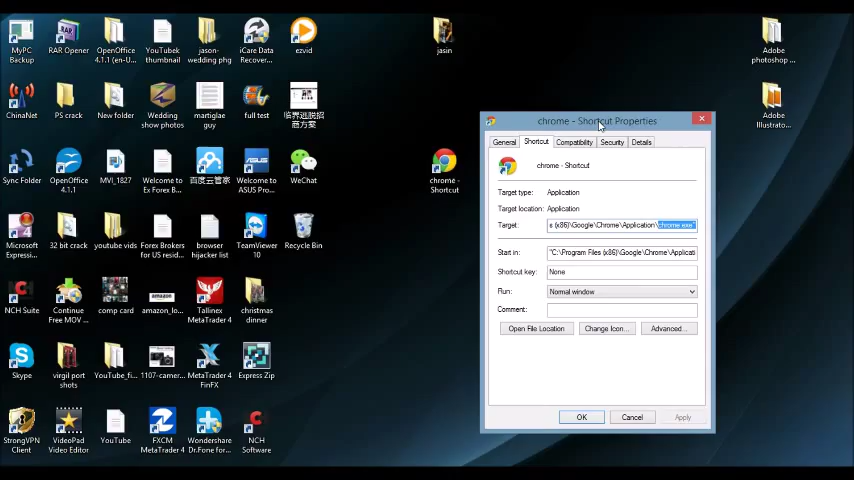 MyPC Backup
RAR Opener
OpenOffice 4.1.1 (en-U...
YouTubek thumbnail
jason-wedding phg
iCare Data Recover...
ezvid
jasin
Adobe photoshop ...
ChinaNet
PS crack
New folder
Wedding show photos
martiglae guy
full test
临界逃脱招商方案
Adobe Illustrato...
Sync Folder
OpenOffice 4.1.1
MVI_1827
Welcome to Ex Forex B...
百度云管家
Welcome to ASUS Pro...
WeChat
chrome - Shortcut
Microsoft Expressi...
32 bit crack
youtube vids
Forex Brokers for US resid...
browser hijacker list
TeamViewer 10
Recycle Bin
NCH Suite
Continue Free MOV ...
comp card
amazon_lo...
Tallinex MetaTrader 4
christmas dinner
Skype
virgil port shots
YouTube_fi...
1107-camer...
MetaTrader 4 FinFX
Express Zip
StrongVPN Client
VideoPad Video Editor
YouTube
FXCM MetaTrader 4
Wondershare Dr.Fone for...
NCH Software
chrome - Shortcut Properties
General
Shortcut
Compatibility
Security
Details
chrome - Shortcut
Target type: Application
Target location: Application
Target: s (x86)\Google\Chrome\Application\chrome.exe"
Start in: "C:\Program Files (x86)\Google\Chrome\Applicati
Shortcut key: None
Run: Normal window
Comment:
Open File Location
Change Icon...
Advanced...
OK
Cancel
Apply